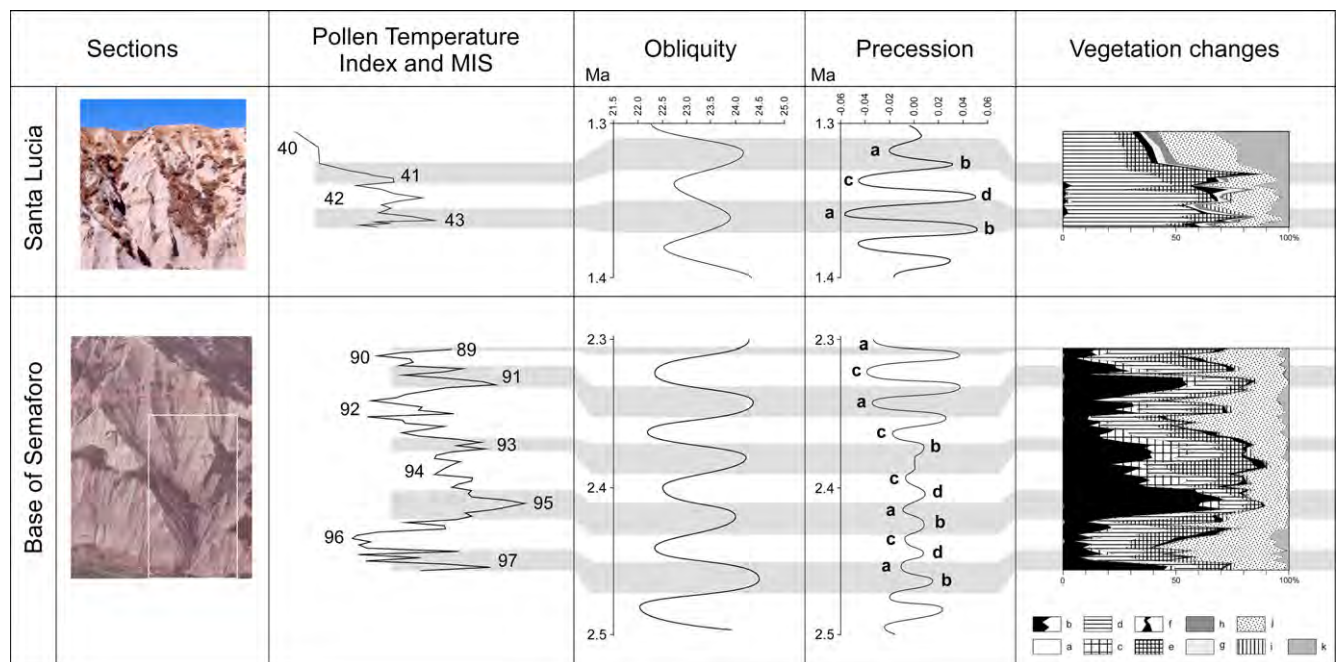 Sections
Pollen Temperature
Index and MIS
Obliquity
Precession
Vegetation changes
Ma
Ma
21.5 22.0 22.5 23.0 23.5 24.0 24.5 25.0
-0.06 -0.04 -0.02 0.00 0.02 0.04 0.06
Santa Lucia
40
41
42
43
1.3
1.4
1.3
a
b
c
d
a
b
1.4
0 50 100%
Base of Semaforo
89
90
91
92
93
94
95
96
97
2.3
2.4
2.5
2.3
a
c
a
c
b
c
d
2.4
a
b
c
d
a
b
2.5
0 50 100%
b d f h j
a c e g i k